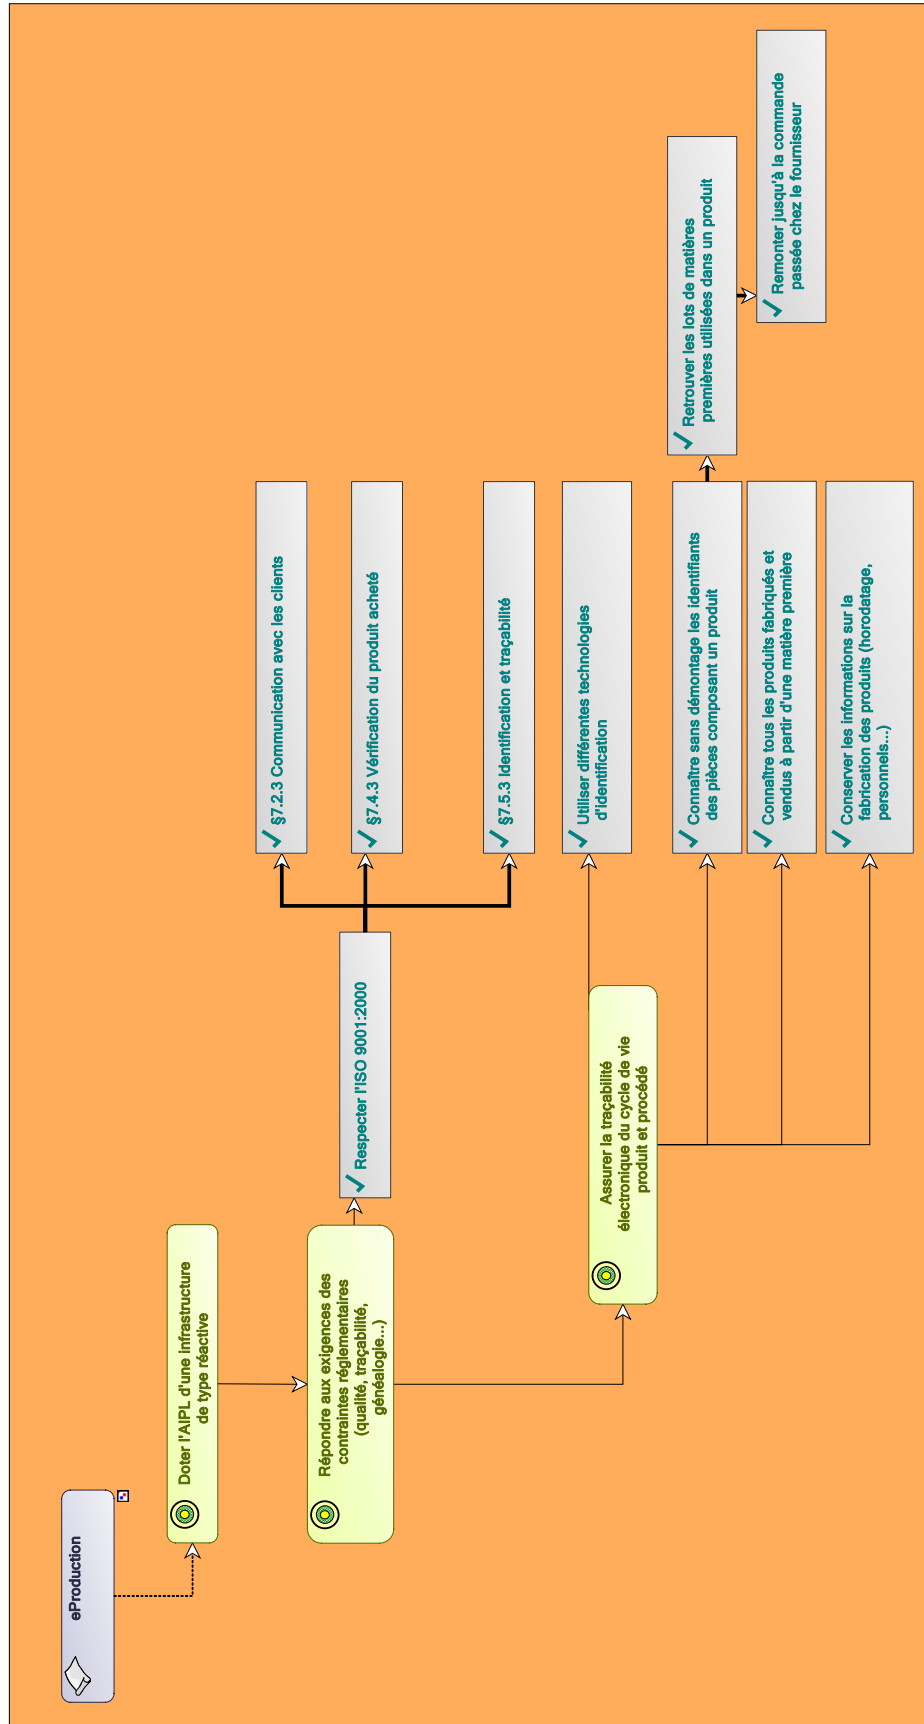 eProduction
Doter l'AIPL d'une infrastructure
de type réactive
Répondre aux exigences des
contraintes réglementaires
(qualité, traçabilité,
généalogie...)
Respecter l'ISO 9001:2000
§7.2.3 Communication avec les clients
§7.4.3 Vérification du produit acheté
§7.5.3 Identification et traçabilité
Assurer la traçabilité
électronique du cycle de vie
produit et procédé
Utiliser différentes technologies
d'identification
Connaître sans démontage les identifiants
des pièces composant un produit
Retrouver les lots de matières
premières utilisées dans un produit
Remonter jusqu'à la commande
passée chez le fournisseur
Connaître tous les produits fabriqués et
vendus à partir d'une matière première
Conserver les informations sur la
fabrication des produits (horodatage,
personnels...)